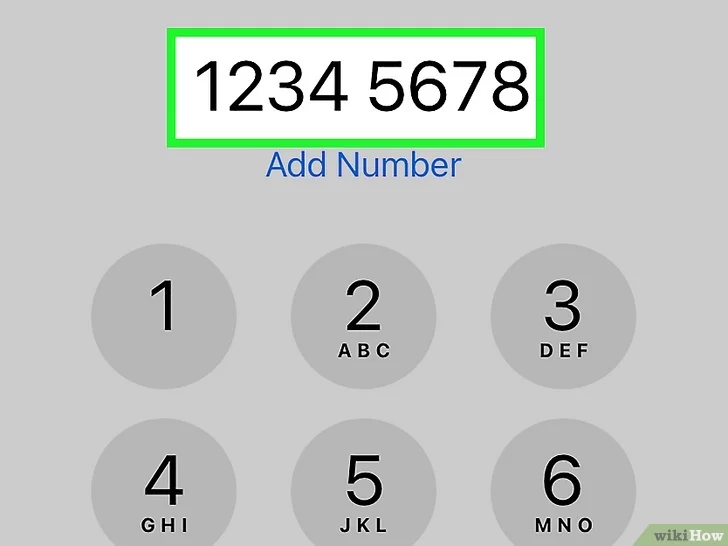 1234 5678
Add Number
1 2 3
ABC DEF
4 5 6
GHI JKL MNO
wikiHow